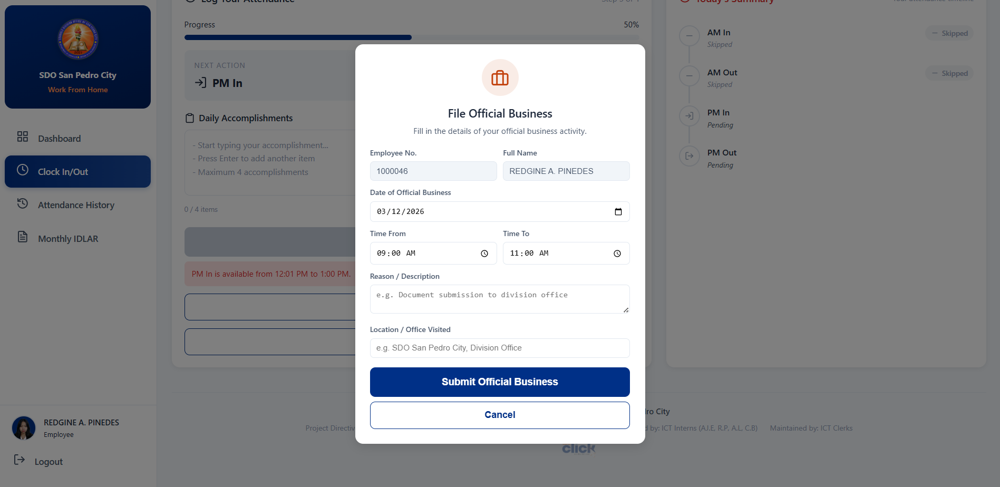 SDO San Pedro City
Work From Home
Dashboard
Clock In/Out
Attendance History
Monthly IDLAR
REDGINE A. PINEDES
Employee
Logout
Log Your Attendance
Progress
50%
NEXT ACTION
PM In
Daily Accomplishments
- Start typing your accomplishment...
- Press Enter to add another item
- Maximum 4 accomplishments
0 / 4 items
PM In is available from 12:01 PM to 1:00 PM.
File Official Business
Fill in the details of your official business activity.
Employee No.
Full Name
1000046
REDGINE A. PINEDES
Date of Official Business
03/12/2026
Time From
Time To
09:00 AM
11:00 AM
Reason / Description
e.g. Document submission to division office
Location / Office Visited
e.g. SDO San Pedro City, Division Office
Submit Official Business
Cancel
Today's Summary
Your attendance timeline
AM In
Skipped
— Skipped
AM Out
Skipped
— Skipped
PM In
Pending
PM Out
Pending
City
Project
by: ICT Interns (AJ.E, R.P, A.L, C.B)
Maintained by: ICT Clerks
click